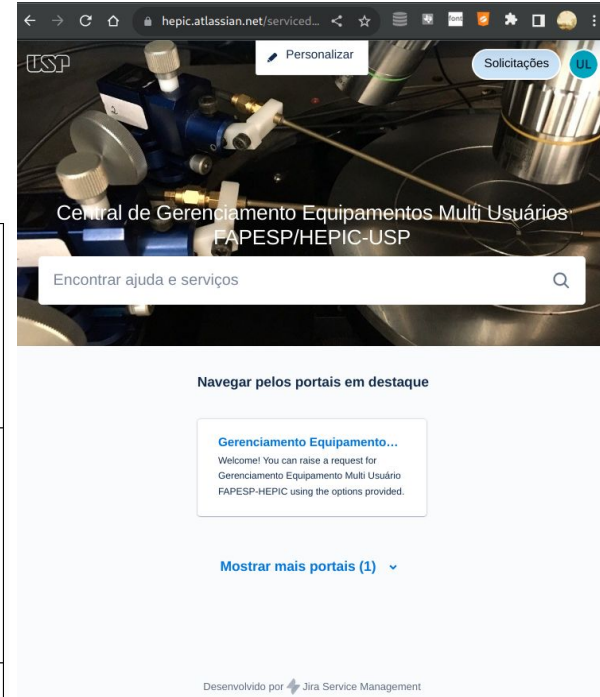 hepic.atlassian.net/serviced...
font
USP
Personalizar
Solicitações
UL
2
Central de Gerenciamento Equipamentos Multi Usuários
FAPESP/HEPIC-USP
Encontrar ajuda e serviços
Navegar pelos portais em destaque
Gerenciamento Equipamento...
Welcome! You can raise a request for
Gerenciamento Equipamento Multi Usuário
FAPESP-HEPIC using the options provided.
Mostrar mais portais (1)
Desenvolvido por Jira Service Management